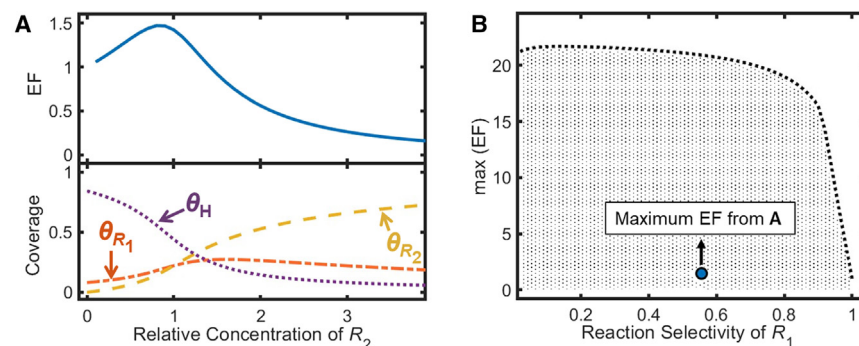 A
EF
1.5
1
0.5
0
Coverage
1
0.5
0
θH
θR1
θR2
0 1 2 3
Relative Concentration of R2
B
max (EF)
20
15
10
5
0
Maximum EF from A
0.2 0.4 0.6 0.8 1
Reaction Selectivity of R1